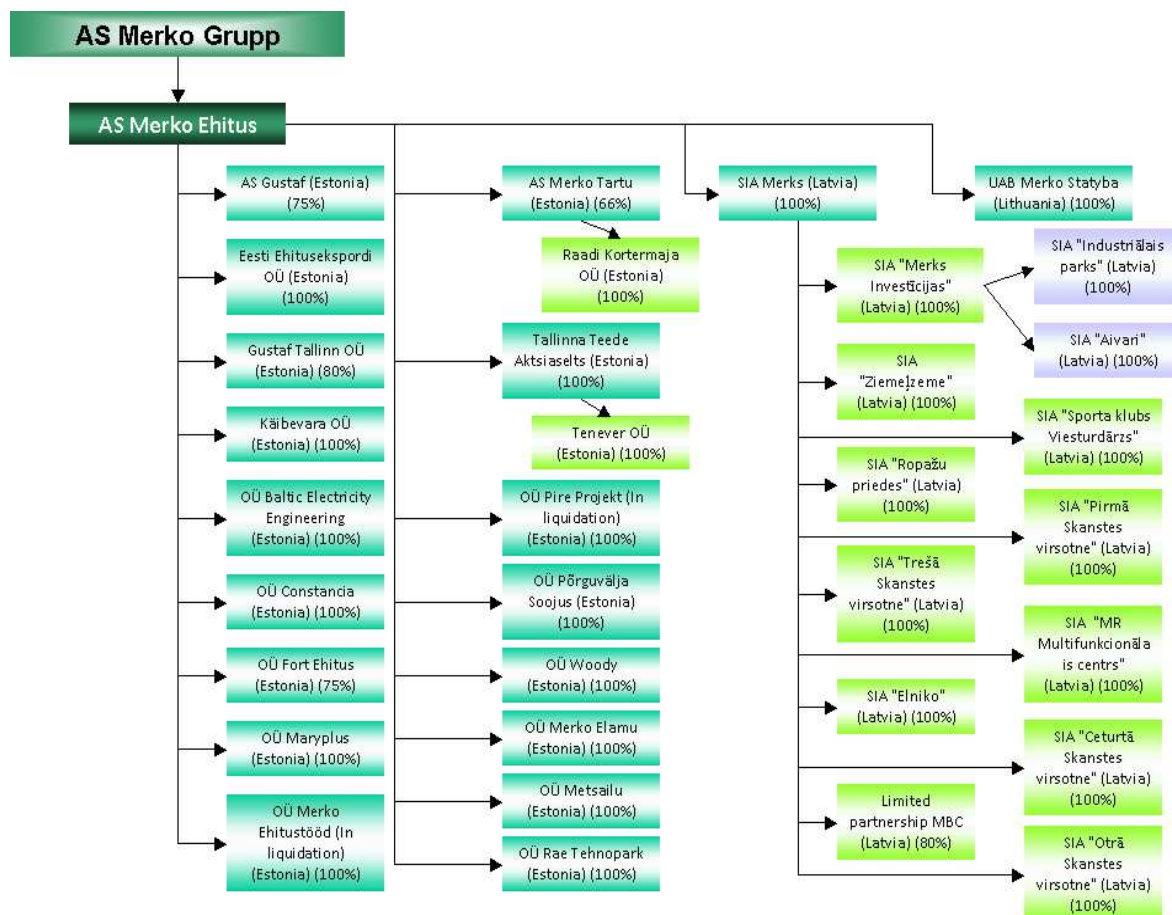 AS Merko Grupp
AS Merko Ehitus
AS Gustaf (Estonia)
(75%)
Eesti Ehitusekspordi
OÜ (Estonia)
(100%)
Gustaf Tallinn OÜ
(Estonia) (80%)
Käibevara OÜ
(Estonia) (100%)
OÜ Baltic Electricity
Engineering
(Estonia) (100%)
OÜ Constancia
(Estonia) (100%)
OÜ Fort Ehitus
(Estonia) (75%)
OÜ Maryplus
(Estonia) (100%)
OÜ Merko
Ehitustööd (In
liquidation)
(Estonia) (100%)
AS Merko Tartu
(Estonia) (66%)
Raadi Kortermaja
OÜ (Estonia)
(100%)
Tallinna Teede
Aktsiaselts (Estonia)
(100%)
Tenever OÜ
(Estonia) (100%)
OÜ Pire Projekt (In
liquidation)
(Estonia) (100%)
OÜ Põrguvälja
Soojus (Estonia)
(100%)
OÜ Woody
(Estonia) (100%)
OÜ Merko Elamu
(Estonia) (100%)
OÜ Metsailu
(Estonia) (100%)
OÜ Rae Tehnopark
(Estonia) (100%)
SIA Merks (Latvia)
(100%)
SIA "Merks
Investīcijas"
(Latvia) (100%)
SIA "Industriālais
parks" (Latvia)
(100%)
SIA "Aivari"
(Latvia) (100%)
SIA
"Ziemeļzeme"
(Latvia) (100%)
SIA "Sporta klubs
Viesturdārzs"
(Latvia) (100%)
SIA "Ropažu
priedes" (Latvia)
(100%)
SIA "Pirmā
Skanstes
virsotne" (Latvia)
(100%)
SIA "Trešā
Skanstes
virsotne" (Latvia)
(100%)
SIA "MR
Multifunkcionāla
is centrs"
(Latvia) (100%)
SIA "Elniko"
(Latvia) (100%)
SIA "Ceturtā
Skanstes
virsotne" (Latvia)
(100%)
Limited
partnership MBC
(Latvia) (80%)
SIA "Otrā
Skanstes
virsotne" (Latvia)
(100%)
UAB Merko Statyba
(Lithuania) (100%)